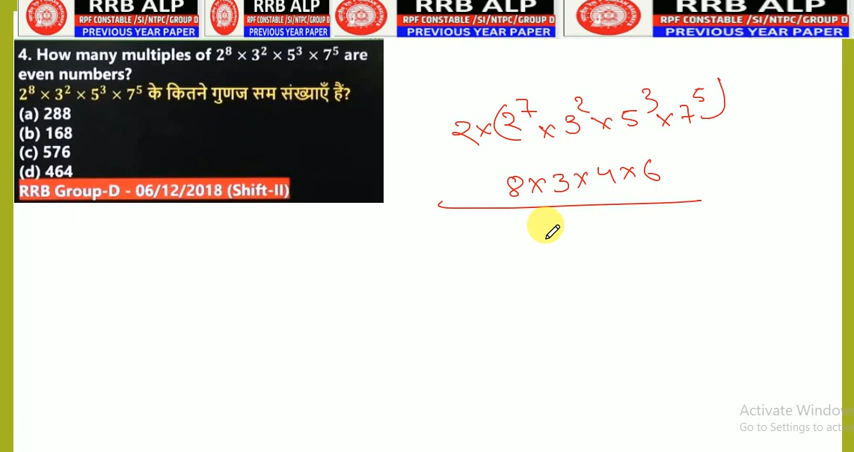 RRB ALP RRB ALP RRB ALP RRB ALP
RPF CONSTABLE /SI/NTPC/GROUP D RPF CONSTABLE /SI/NTPC/GROUP D RPF CONSTABLE /SI/NTPC/GROUP D RPF CONSTABLE /SI/NTPC/GROUP D
PREVIOUS YEAR PAPER PREVIOUS YEAR PAPER PREVIOUS YEAR PAPER PREVIOUS YEAR PAPER
4. How many multiples of 2⁸ × 3² × 5³ × 7⁵ are
even numbers?
2⁸ × 3² × 5³ × 7⁵ के कितने गुणज सम संख्याएँ हैं?
(a) 288
(b) 168
(c) 576
(d) 464
RRB Group-D - 06/12/2018 (Shift-II)
2×(2⁷ × 3² × 5³ × 7⁵)
8×3×4×6
Activate Window
Go to Settings to act